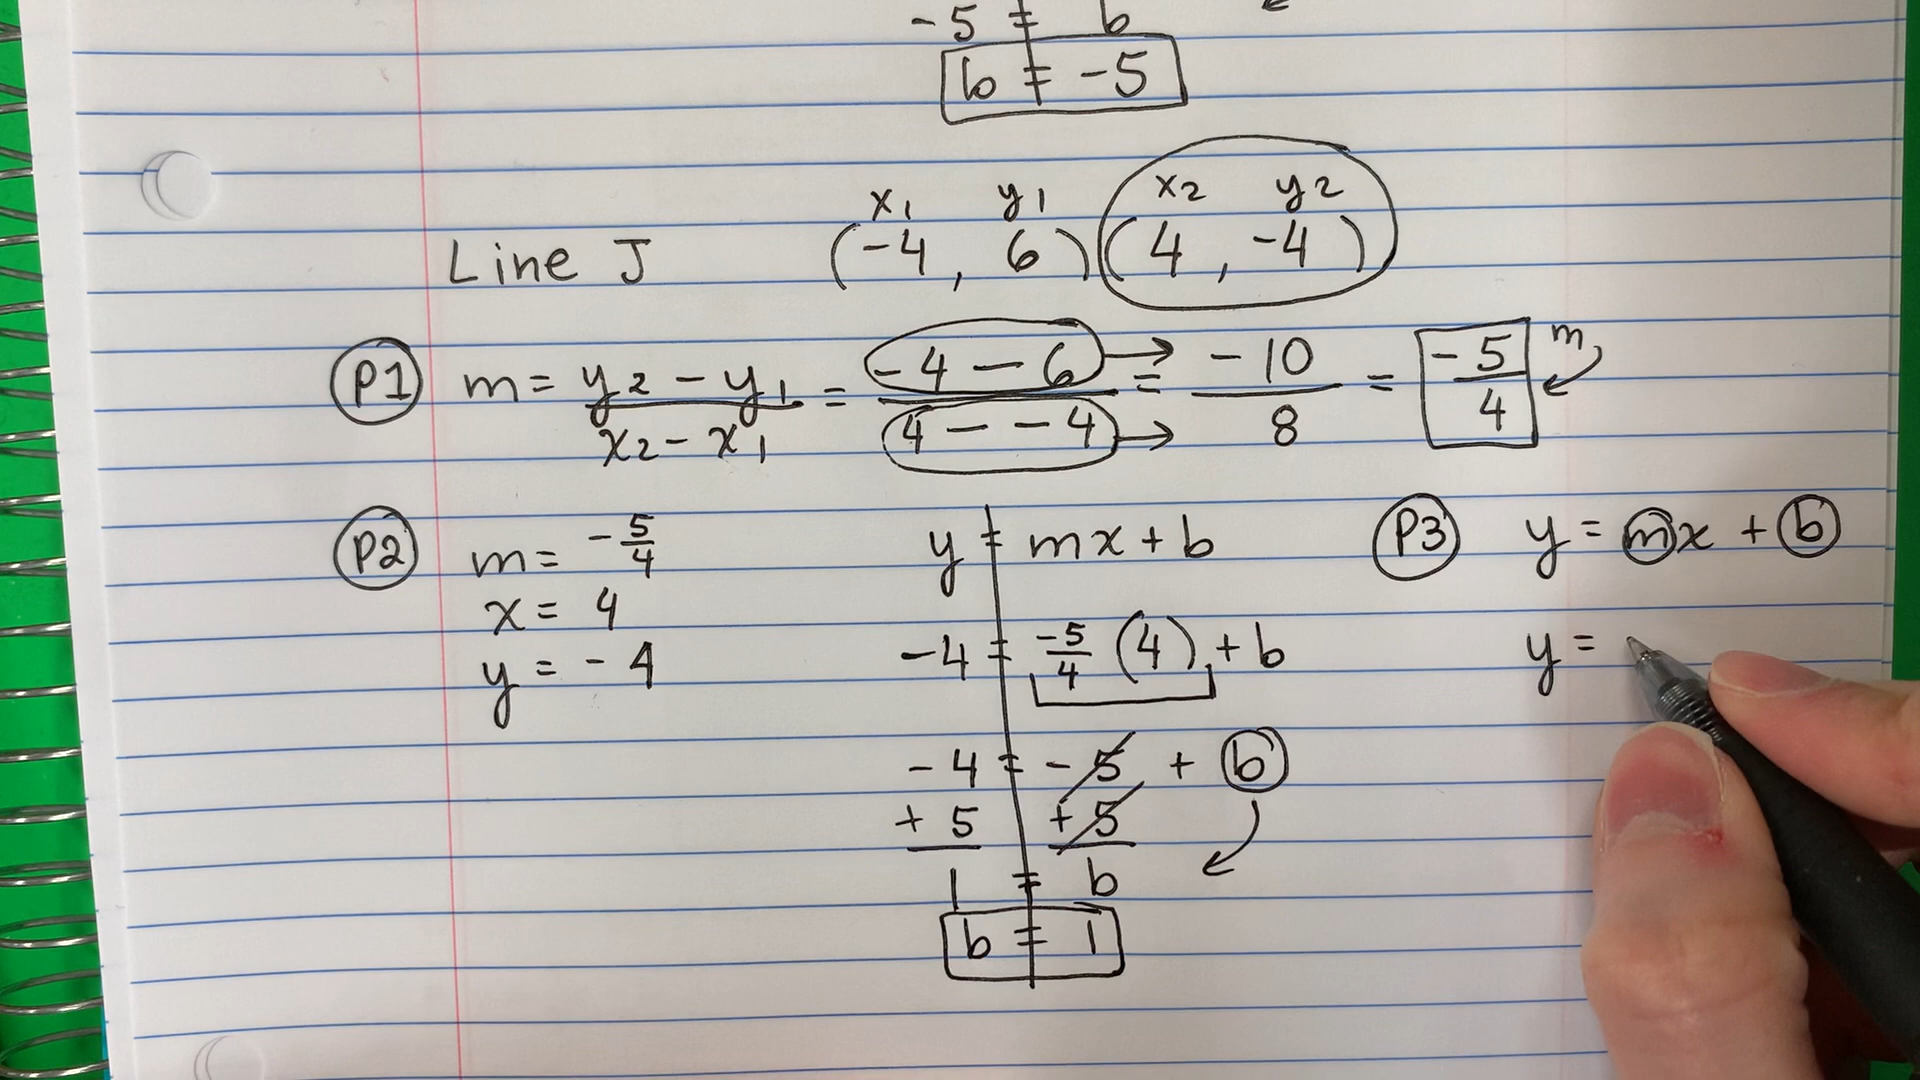 -5 = b
b = -5
x1 y1 x2 y2
Line J (-4, 6) (4, -4)
P1 m = y2 - y1 / x2 - x1 = -4 - 6 / 4 - -4 → = → -10 / 8 = -5 / 4 m
P2 m = -5/4
x = 4
y = -4
y = mx + b
-4 = -5/4 (4) + b
-4 = -5 + b
+5 +5
1 = b
b = 1
P3 y = mx + b
y =